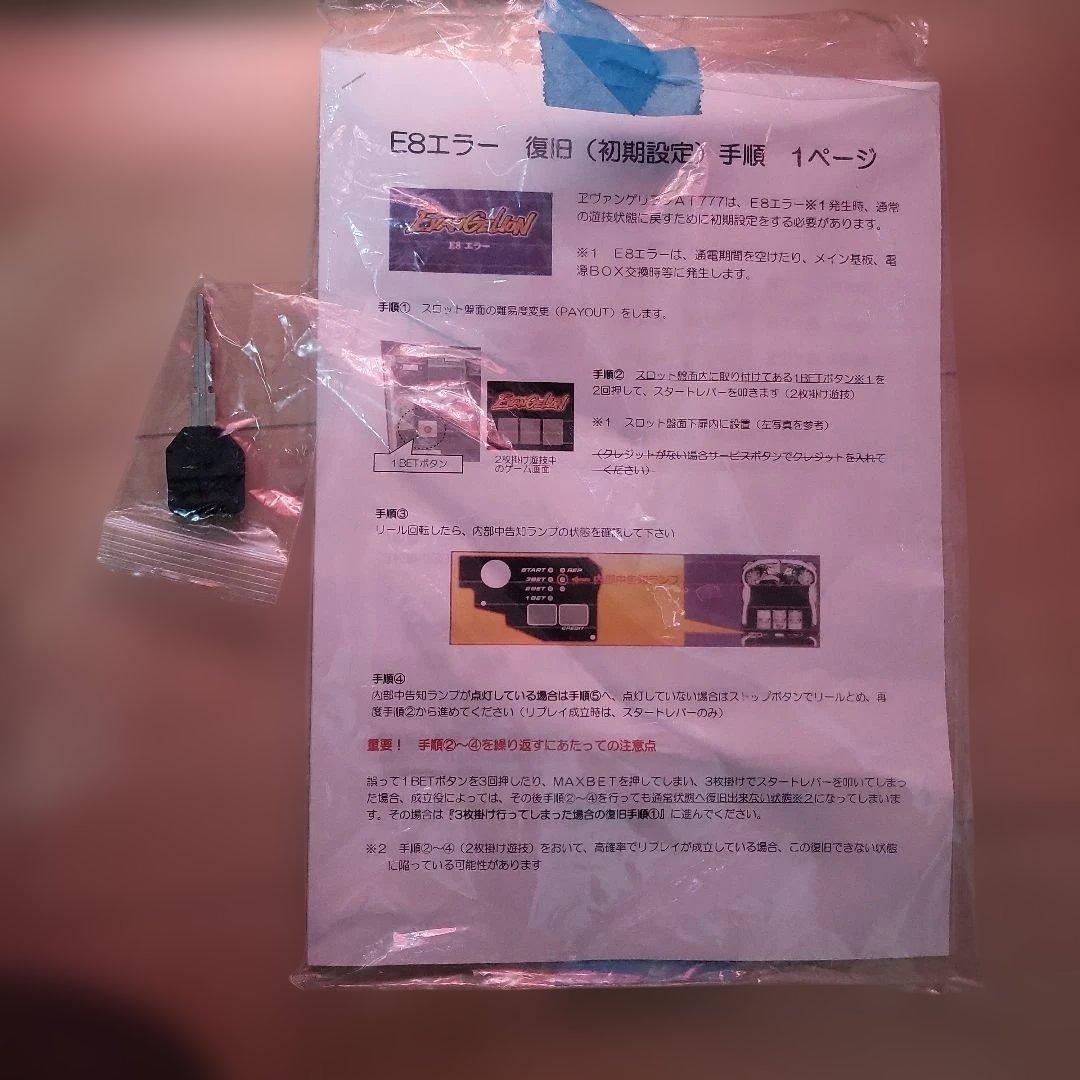 E8エラー 復旧（初期設定）手順 1ページ
EVANGELION
E8 エラー
ヱヴァンゲリヲンAT777は、E8エラー※1発生時、通常
の遊技状態に戻すために初期設定をする必要があります。
※1 E8エラーは、通電期間を空けたり、メイン基板、電
源BOX交換時等に発生します。
手順① スロット盤面の難易度変更（PAYOUT）をします。
手順② スロット盤面内に取り付けてある1BETボタン※1を
2回押して、スタートレバーを叩きます（2枚掛け遊技）
※1 スロット盤面下扉内に設置（左写真を参考）
（クレジットがない場合サービスボタンでクレジットを入れて
ください）
EVANGELION
1BETボタン
2枚掛け遊技中
のゲーム画面
手順③
リール回転したら、内部中告知ランプの状態を確認して下さい
START
REP
3BET
内部中告知ランプ
2BET
1BET
CREDIT
手順④
内部中告知ランプが点灯している場合は手順⑤へ、点灯していない場合はストップボタンでリールとめ、再
度手順②から進めてください（リプレイ成立時は、スタートレバーのみ）
重要！ 手順②～④を繰り返すにあたっての注意点
誤って1BETボタンを3回押したり、MAXBETを押してしまい、3枚掛けでスタートレバーを叩いてしまっ
た場合、成立役によっては、その後手順②～④を行っても通常状態へ復旧出来ない状態※2になってしまいま
す。その場合は『3枚掛け行ってしまった場合の復旧手順①』に進んでください。
※2 手順②～④（2枚掛け遊技）をおいて、高確率でリプレイが成立している場合、この復旧できない状態
に陥っている可能性があります